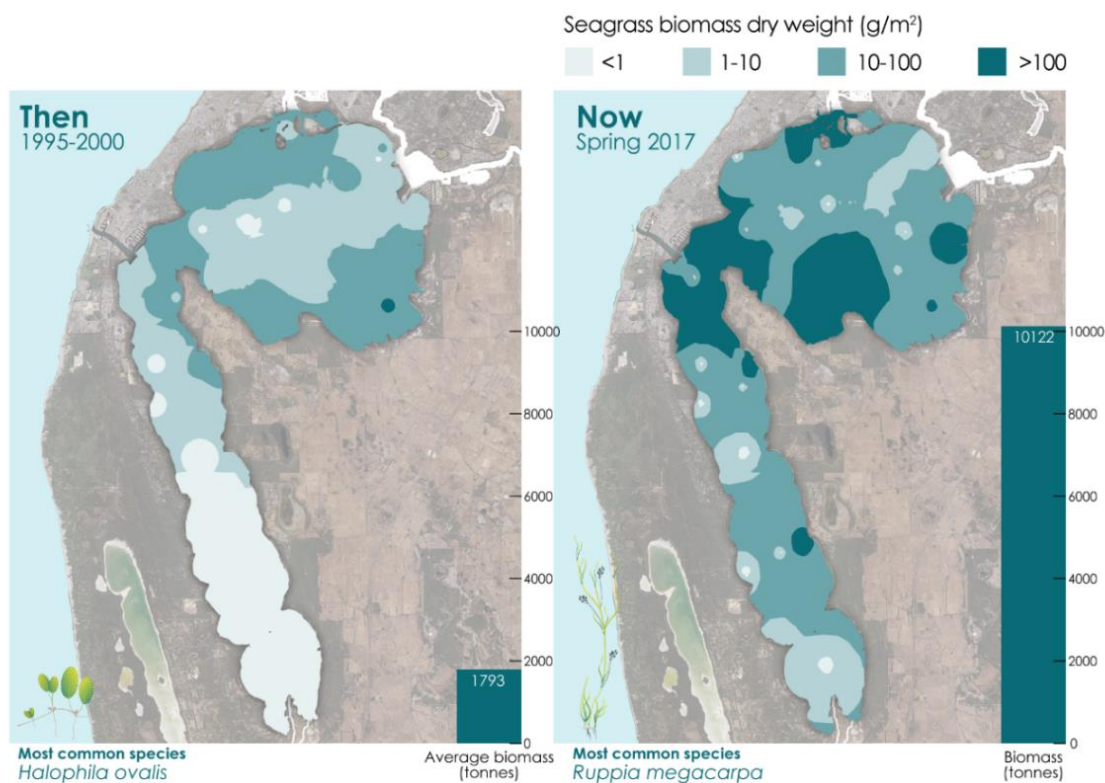 Seagrass biomass dry weight (g/m²)
<1
1-10
10-100
>100
Then
1995-2000
10000
8000
6000
4000
2000
0
1793
Most common species
Halophila ovalis
Average biomass
(tonnes)
Now
Spring 2017
10122
10000
8000
6000
4000
2000
0
Most common species
Ruppia megacarpa
Biomass
(tonnes)